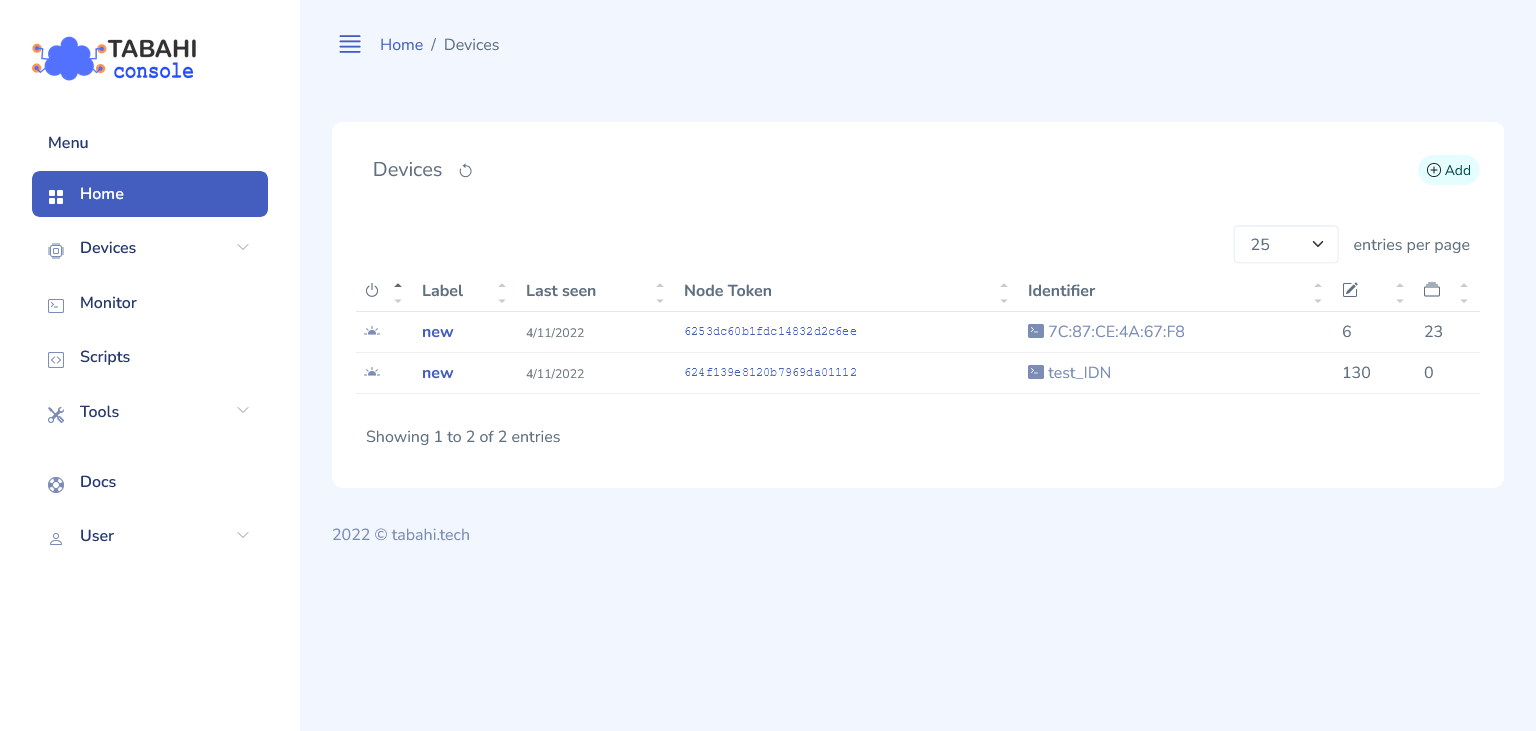 TABAHI
console
Menu
Home
Devices
Monitor
Scripts
Tools
Docs
User
Home / Devices
Devices
Add
25 entries per page
Label Last seen Node Token Identifier
new 4/11/2022 6253dc60b1fdc14832d2c6ee 7C:87:CE:4A:67:F8 6 23
new 4/11/2022 624f139e8120b7969da01112 test_IDN 130 0
Showing 1 to 2 of 2 entries
2022 © tabahi.tech